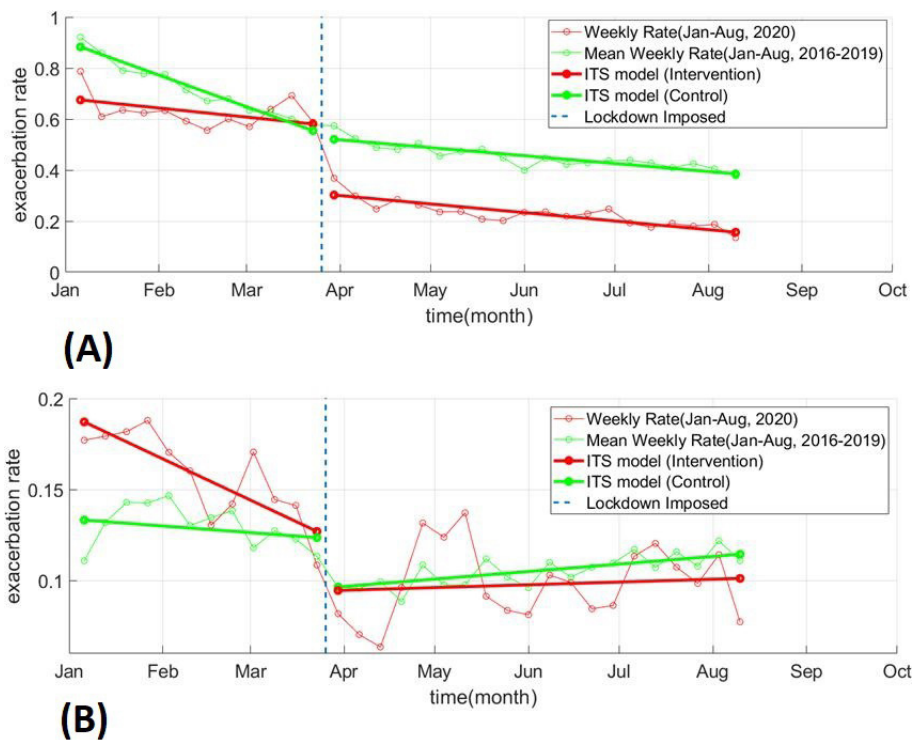 1
0.8
0.6
0.4
0.2
0
exacerbation rate
Weekly Rate(Jan-Aug, 2020)
Mean Weekly Rate(Jan-Aug, 2016-2019)
ITS model (Intervention)
ITS model (Control)
Lockdown Imposed
Jan Feb Mar Apr May Jun Jul Aug Sep Oct
time(month)
(A)
0.2
0.15
0.1
exacerbation rate
Weekly Rate(Jan-Aug, 2020)
Mean Weekly Rate(Jan-Aug, 2016-2019)
ITS model (Intervention)
ITS model (Control)
Lockdown Imposed
Jan Feb Mar Apr May Jun Jul Aug Sep Oct
time(month)
(B)